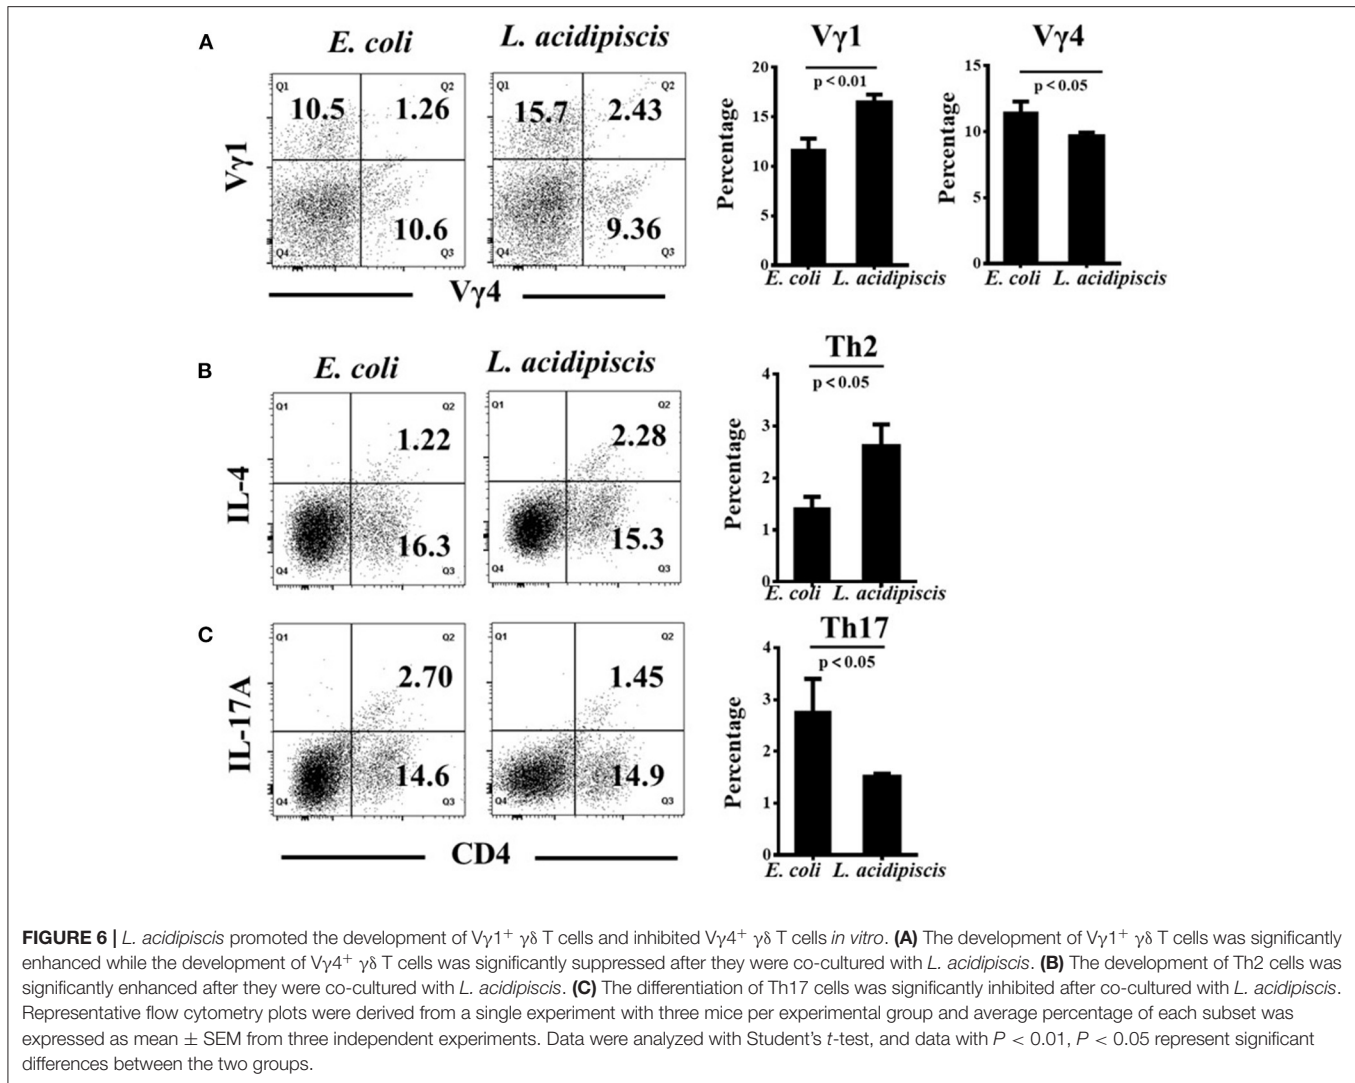 A
E. coli
L. acidipiscis
Vγ1
Vγ4
Q1
10.5
1.26
Q2
Q4
10.6
Q3
Q1
15.7
2.43
Q2
Q4
9.36
Q3
Vγ1
Vγ4
20
15
10
5
0
Percentage
p < 0.01
E. coli L. acidipiscis
15
10
5
0
Percentage
p < 0.05
E. coli L. acidipiscis
B
E. coli
L. acidipiscis
Th2
IL-4
Q1
Q2
1.22
16.3
Q4
Q3
Q1
Q2
2.28
15.3
Q4
Q3
4
3
2
1
0
Percentage
p < 0.05
E. coli L. acidipiscis
C
Th17
IL-17A
Q1
Q2
2.70
14.6
Q4
Q3
Q1
Q2
1.45
14.9
Q4
Q3
CD4
4
3
2
1
0
Percentage
p < 0.05
E. coli L. acidipiscis
FIGURE 6 | L. acidipiscis promoted the development of Vγ1+ γδ T cells and inhibited Vγ4+ γδ T cells in vitro. (A) The development of Vγ1+ γδ T cells was significantly
enhanced while the development of Vγ4+ γδ T cells was significantly suppressed after they were co-cultured with L. acidipiscis. (B) The development of Th2 cells was
significantly enhanced after they were co-cultured with L. acidipiscis. (C) The differentiation of Th17 cells was significantly inhibited after co-cultured with L. acidipiscis.
Representative flow cytometry plots were derived from a single experiment with three mice per experimental group and average percentage of each subset was
expressed as mean ± SEM from three independent experiments. Data were analyzed with Student's t-test, and data with P < 0.01, P < 0.05 represent significant
differences between the two groups.